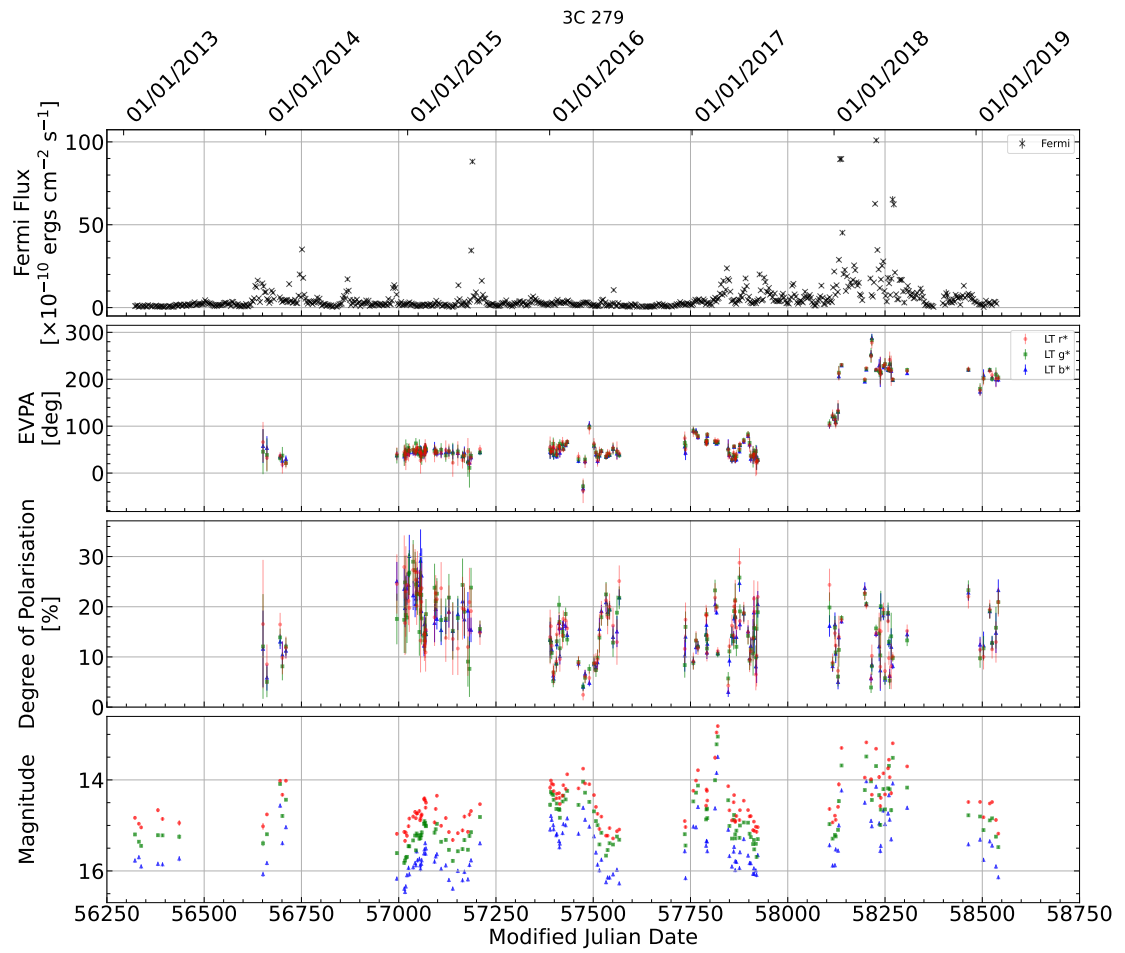 3C 279
01/01/2013 01/01/2014 01/01/2015 01/01/2016 01/01/2017 01/01/2018 01/01/2019
Fermi Flux
[×10⁻¹⁰ ergs cm⁻² s⁻¹]
100
50
0
Fermi
EVPA
[deg]
300
200
100
0
LT r*
LT g*
LT b*
Degree of Polarisation
[%]
30
20
10
0
Magnitude
14
16
56250 56500 56750 57000 57250 57500 57750 58000 58250 58500 58750
Modified Julian Date